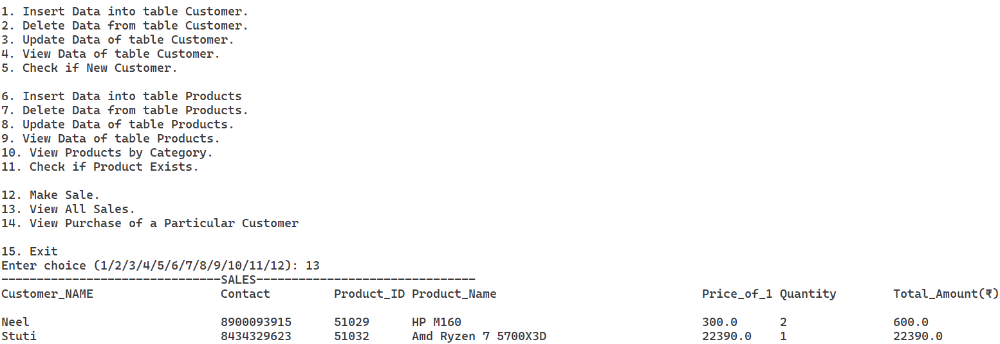 1. Insert Data into table Customer.
2. Delete Data from table Customer.
3. Update Data of table Customer.
4. View Data of table Customer.
5. Check if New Customer.
6. Insert Data into table Products
7. Delete Data from table Products.
8. Update Data of table Products.
9. View Data of table Products.
10. View Products by Category.
11. Check if Product Exists.
12. Make Sale.
13. View All Sales.
14. View Purchase of a Particular Customer
15. Exit
Enter choice (1/2/3/4/5/6/7/8/9/10/11/12): 13
-------------------------------SALES-------------------------------
Customer_NAME Contact Product_ID Product_Name Price_of_1 Quantity Total_Amount(₹)
Neel 8900093915 51029 HP M160 300.0 2 600.0
Stuti 8434329623 51032 Amd Ryzen 7 5700X3D 22390.0 1 22390.0